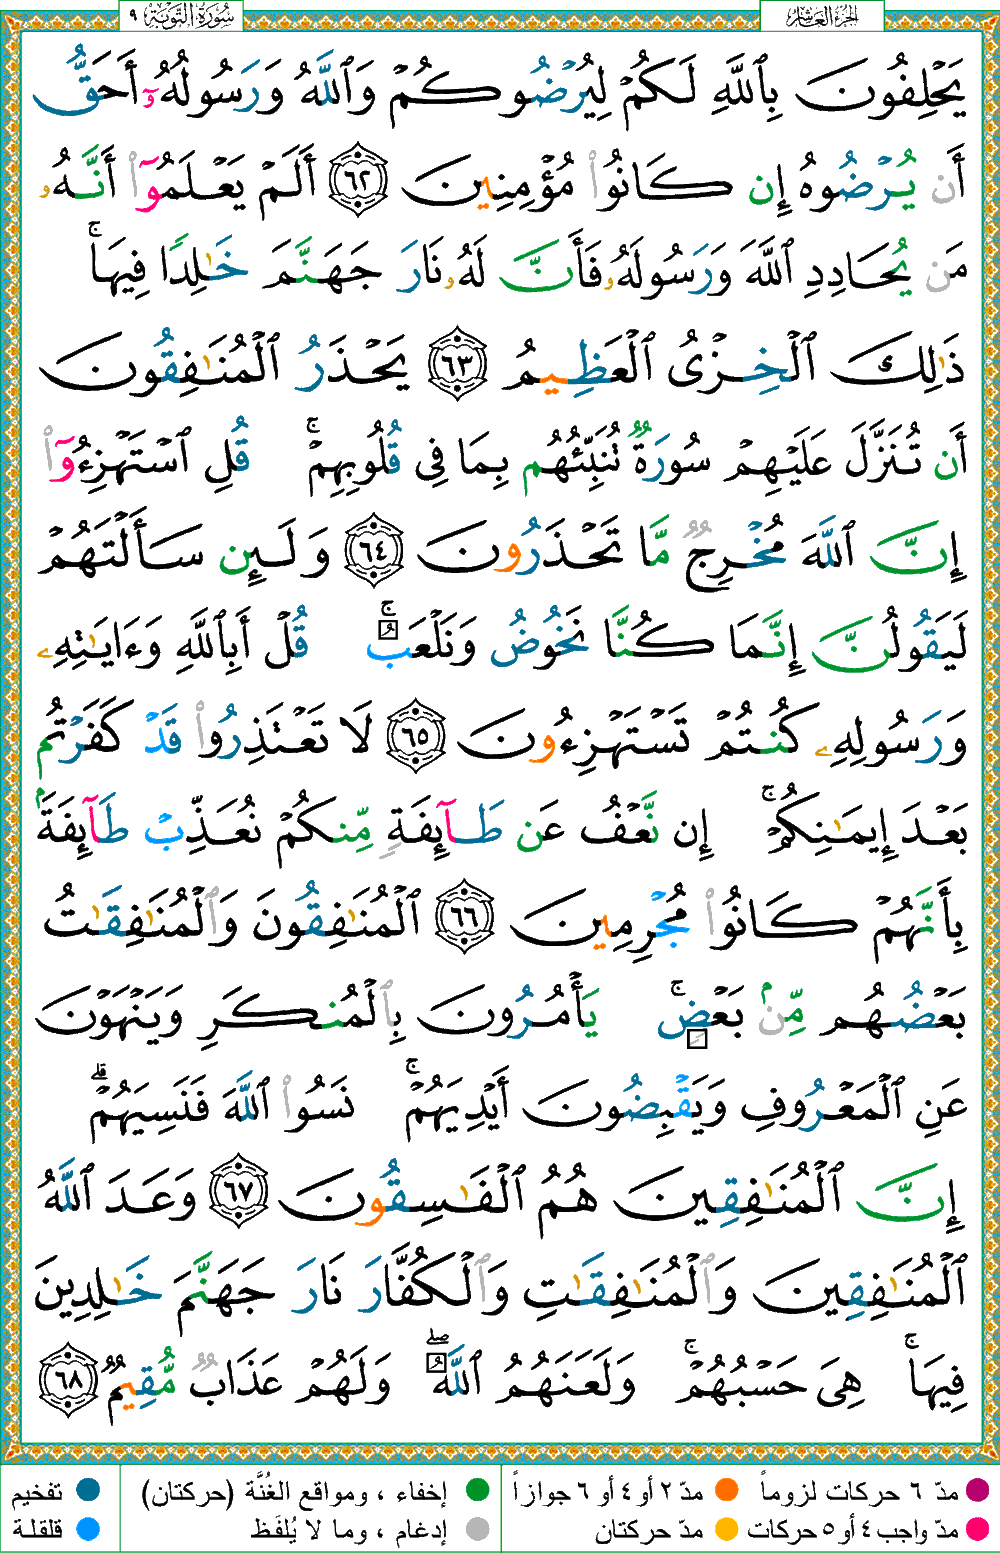 الجزء العاشر
سورة التوبة ٩
يَحْلِفُونَ بِٱللَّهِ لَكُمْ لِيُرْضُوكُمْ وَٱللَّهُ وَرَسُولُهُۥٓ أَحَقُّ
أَن يُرْضُوهُ إِن كَانُوا۟ مُؤْمِنِينَ ٦٢ أَلَمْ يَعْلَمُوٓا۟ أَنَّهُۥ
مَن يُحَادِدِ ٱللَّهَ وَرَسُولَهُۥ فَأَنَّ لَهُۥ نَارَ جَهَنَّمَ خَـٰلِدًا فِيهَا ۚ
ذَٰلِكَ ٱلْخِزْىُ ٱلْعَظِيمُ ٦٣ يَحْذَرُ ٱلْمُنَـٰفِقُونَ
أَن تُنَزَّلَ عَلَيْهِمْ سُورَةٌ تُنَبِّئُهُم بِمَا فِى قُلُوبِهِمْ ۚ قُلِ ٱسْتَهْزِءُوٓا۟
إِنَّ ٱللَّهَ مُخْرِجٌ مَّا تَحْذَرُونَ ٦٤ وَلَئِن سَأَلْتَهُمْ
لَيَقُولُنَّ إِنَّمَا كُنَّا نَخُوضُ وَنَلْعَبُ ۚ قُلْ أَبِٱللَّهِ وَءَايَـٰتِهِۦ
وَرَسُولِهِۦ كُنتُمْ تَسْتَهْزِءُونَ ٦٥ لَا تَعْتَذِرُوا۟ قَدْ كَفَرْتُم
بَعْدَ إِيمَـٰنِكُمْ ۚ إِن نَّعْفُ عَن طَآئِفَةٍ مِّنكُمْ نُعَذِّبْ طَآئِفَةًۢ
بِأَنَّهُمْ كَانُوا۟ مُجْرِمِينَ ٦٦ ٱلْمُنَـٰفِقُونَ وَٱلْمُنَـٰفِقَـٰتُ
بَعْضُهُم مِّنۢ بَعْضٍ ۚ يَأْمُرُونَ بِٱلْمُنكَرِ وَيَنْهَوْنَ
عَنِ ٱلْمَعْرُوفِ وَيَقْبِضُونَ أَيْدِيَهُمْ ۚ نَسُوا۟ ٱللَّهَ فَنَسِيَهُمْ ۗ
إِنَّ ٱلْمُنَـٰفِقِينَ هُمُ ٱلْفَـٰسِقُونَ ٦٧ وَعَدَ ٱللَّهُ
ٱلْمُنَـٰفِقِينَ وَٱلْمُنَـٰفِقَـٰتِ وَٱلْكُفَّارَ نَارَ جَهَنَّمَ خَـٰلِدِينَ
فِيهَا ۚ هِىَ حَسْبُهُمْ ۚ وَلَعَنَهُمُ ٱللَّهُ ۖ وَلَهُمْ عَذَابٌ مُّقِيمٌ ٦٨
مدّ ٦ حركات لزوماً
مدّ ٢ أو ٤ أو ٦ جوازاً
إخفاء ، ومواقع الغُنَّة (حركتان)
تفخيم
مدّ واجب ٤ أو ٥ حركات
مدّ حركتان
إدغام ، وما لا يُلفَظ
قلقلة